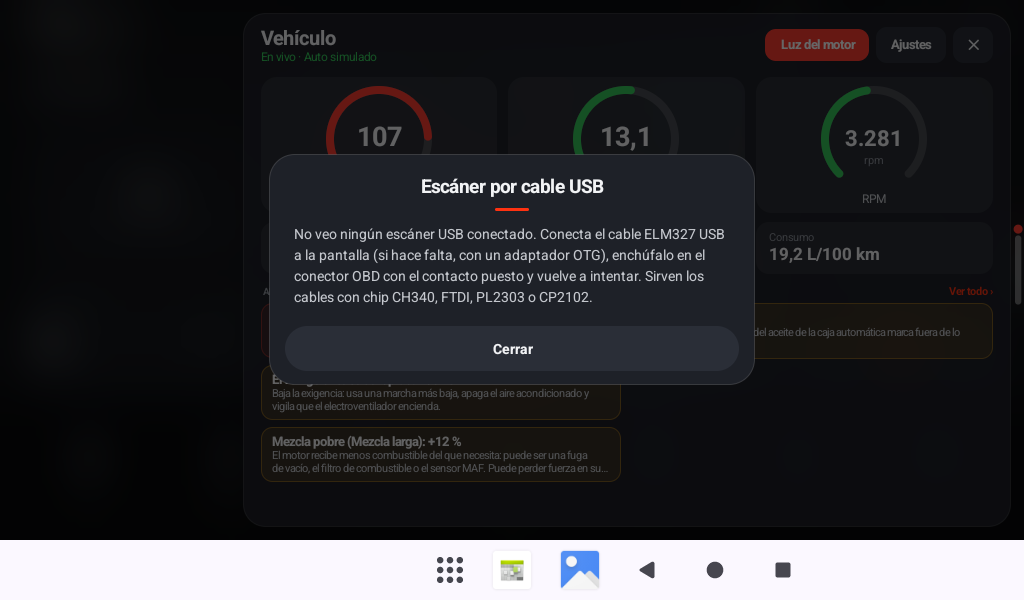 Vehículo
En vivo · Auto simulado
Luz del motor
Ajustes
107
13,1
3.281
rpm
RPM
Escáner por cable USB
No veo ningún escáner USB conectado. Conecta el cable ELM327 USB
a la pantalla (si hace falta, con un adaptador OTG), enchúfalo en el
conector OBD con el contacto puesto y vuelve a intentar. Sirven los
cables con chip CH340, FTDI, PL2303 o CP2102.
Cerrar
Consumo
19,2 L/100 km
Ver todo ›
del aceite de la caja automática marca fuera de lo
Baja la exigencia: usa una marcha más baja, apaga el aire acondicionado y
vigila que el electroventilador encienda.
Mezcla pobre (Mezcla larga): +12 %
El motor recibe menos combustible del que necesita: puede ser una fuga
de vacío, el filtro de combustible o el sensor MAF. Puede perder fuerza en su...